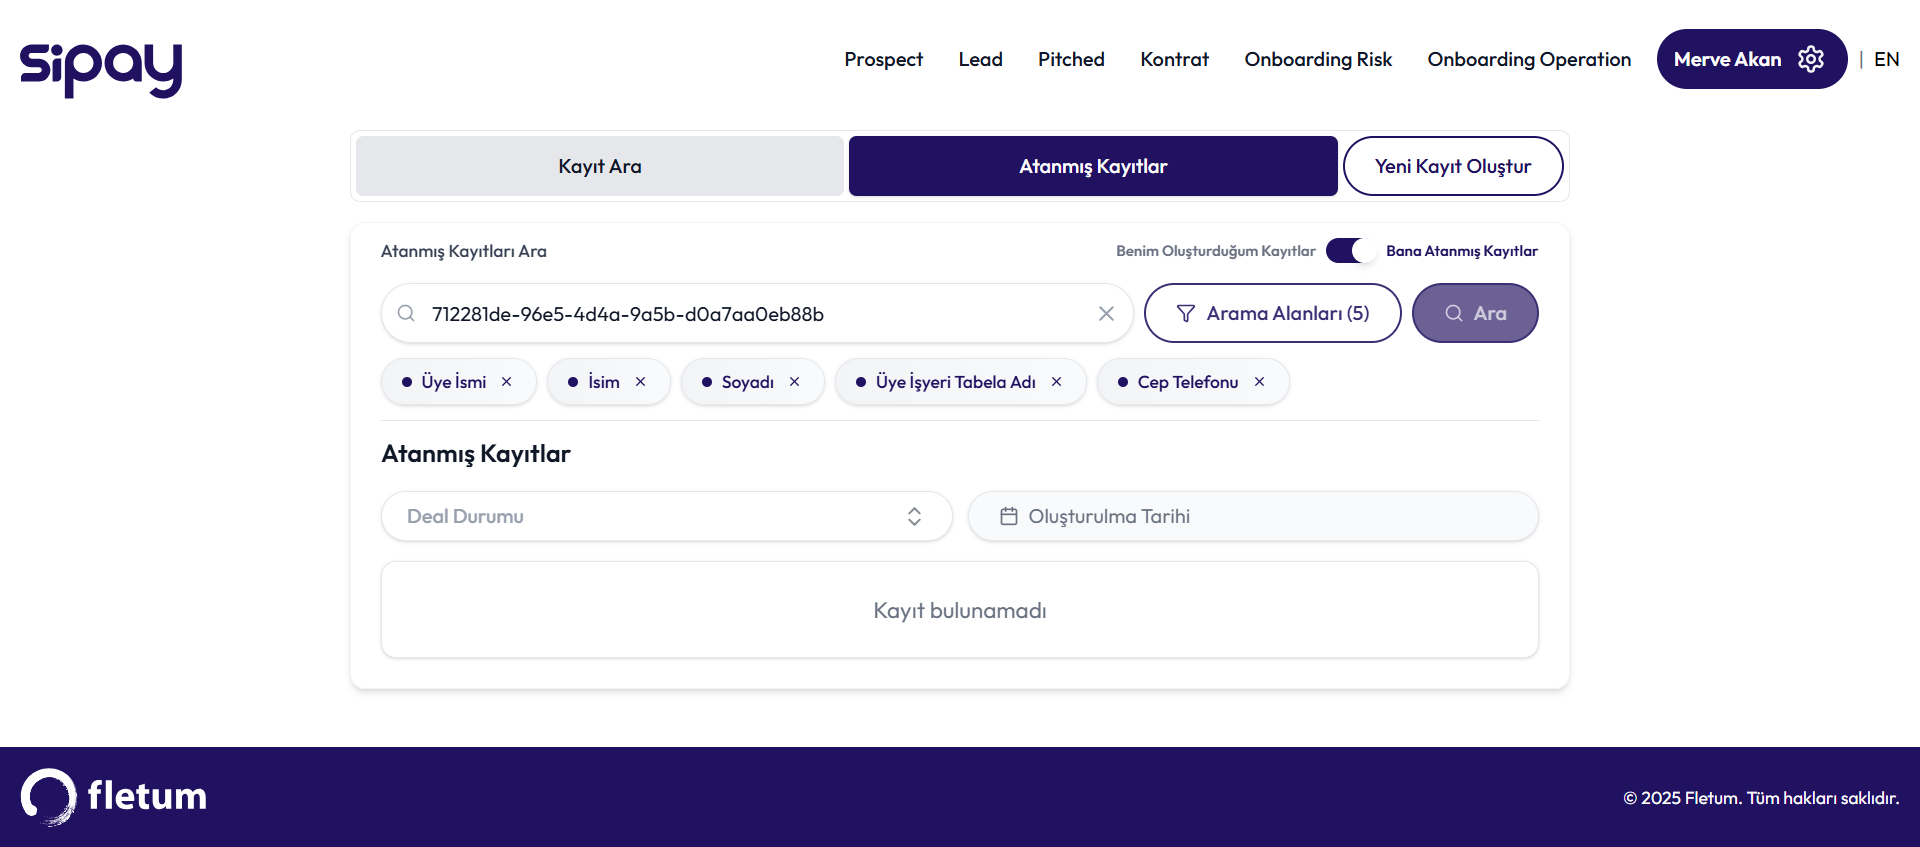 sipay
Prospect Lead Pitched Kontrat Onboarding Risk Onboarding Operation Merve Akan | EN
Kayıt Ara Atanmış Kayıtlar Yeni Kayıt Oluştur
Atanmış Kayıtları Ara Benim Oluşturduğum Kayıtlar Bana Atanmış Kayıtlar
712281de-96e5-4d4a-9a5b-d0a7aa0eb88b Arama Alanları (5) Ara
Üye İsmi İsim Soyadı Üye İşyeri Tabela Adı Cep Telefonu
Atanmış Kayıtlar
Deal Durumu Oluşturulma Tarihi
Kayıt bulunamadı
fletum © 2025 Fletum. Tüm hakları saklıdır.